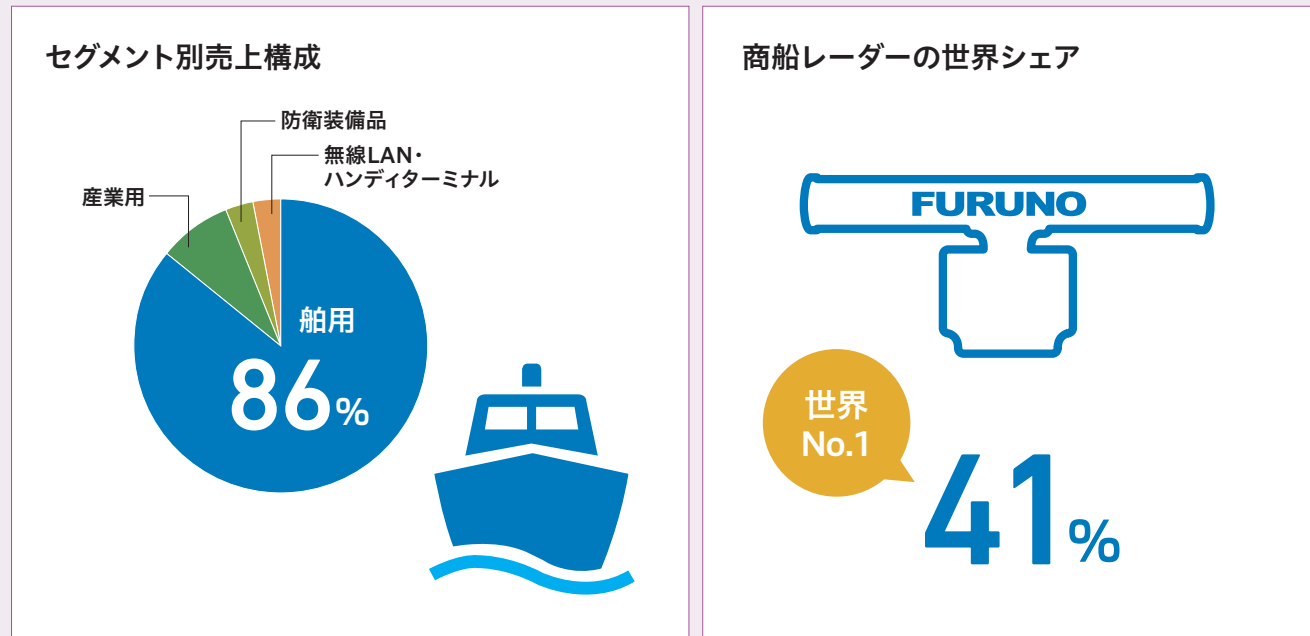 セグメント別売上構成
防衛装備品
無線LAN・
ハンディターミナル
産業用
舶用
86%
商船レーダーの世界シェア
FURUNO
世界
No.1
41%